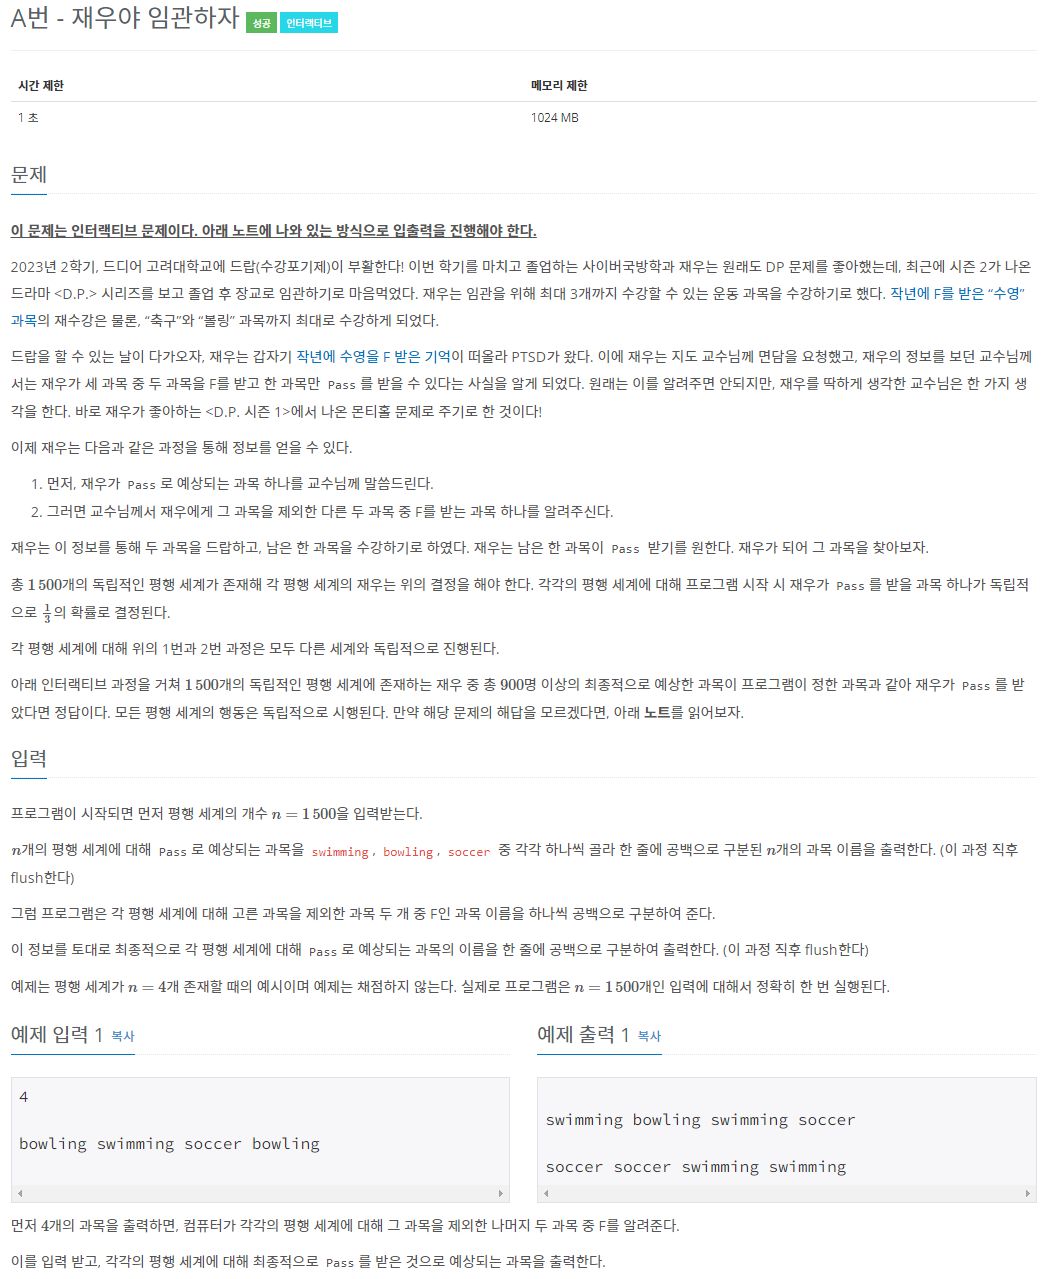 A번 - 재우야 임관하자 성공 인터랙티브
시간 제한 메모리 제한
1 초 1024 MB
문제
이 문제는 인터랙티브 문제이다. 아래 노트에 나와 있는 방식으로 입출력을 진행해야 한다.
2023년 2학기, 드디어 고려대학교에 드랍(수강포기제)이 부활한다! 이번 학기를 마치고 졸업하는 사이버국방학과 재우는 원래도 DP 문제를 좋아했는데, 최근에 시즌 2가 나온
드라마 <D.P.> 시리즈를 보고 졸업 후 장교로 임관하기로 마음먹었다. 재우는 임관을 위해 최대 3개까지 수강할 수 있는 운동 과목을 수강하기로 했다. 작년에 F를 받은 “수영”
과목의 재수강은 물론, “축구”와 “볼링” 과목까지 최대로 수강하게 되었다.
드랍을 할 수 있는 날이 다가오자, 재우는 갑자기 작년에 수영을 F 받은 기억이 떠올라 PTSD가 왔다. 이에 재우는 지도 교수님께 면담을 요청했고, 재우의 정보를 보던 교수님께
서는 재우가 세 과목 중 두 과목을 F를 받고 한 과목만 Pass 를 받을 수 있다는 사실을 알게 되었다. 원래는 이를 알려주면 안되지만, 재우를 딱하게 생각한 교수님은 한 가지 생
각을 한다. 바로 재우가 좋아하는 <D.P. 시즌 1>에서 나온 몬티홀 문제로 주기로 한 것이다!
이제 재우는 다음과 같은 과정을 통해 정보를 얻을 수 있다.
1. 먼저, 재우가 Pass 로 예상되는 과목 하나를 교수님께 말씀드린다.
2. 그러면 교수님께서 재우에게 그 과목을 제외한 다른 두 과목 중 F를 받는 과목 하나를 알려주신다.
재우는 이 정보를 통해 두 과목을 드랍하고, 남은 한 과목을 수강하기로 하였다. 재우는 남은 한 과목이 Pass 받기를 원한다. 재우가 되어 그 과목을 찾아보자.
총 1 500개의 독립적인 평행 세계가 존재해 각 평행 세계의 재우는 위의 결정을 해야 한다. 각각의 평행 세계에 대해 프로그램 시작 시 재우가 Pass 를 받을 과목 하나가 독립적
으로 1/3의 확률로 결정된다.
각 평행 세계에 대해 위의 1번과 2번 과정은 모두 다른 세계와 독립적으로 진행된다.
아래 인터랙티브 과정을 거쳐 1 500개의 독립적인 평행 세계에 존재하는 재우 중 총 900명 이상의 최종적으로 예상한 과목이 프로그램이 정한 과목과 같아 재우가 Pass 를 받
았다면 정답이다. 모든 평행 세계의 행동은 독립적으로 시행된다. 만약 해당 문제의 해답을 모르겠다면, 아래 노트를 읽어보자.
입력
프로그램이 시작되면 먼저 평행 세계의 개수 n = 1 500을 입력받는다.
n개의 평행 세계에 대해 Pass 로 예상되는 과목을 swimming, bowling, soccer 중 각각 하나씩 골라 한 줄에 공백으로 구분된 n개의 과목 이름을 출력한다. (이 과정 직후
flush한다)
그럼 프로그램은 각 평행 세계에 대해 고른 과목을 제외한 과목 두 개 중 F인 과목 이름을 하나씩 공백으로 구분하여 준다.
이 정보를 토대로 최종적으로 각 평행 세계에 대해 Pass 로 예상되는 과목의 이름을 한 줄에 공백으로 구분하여 출력한다. (이 과정 직후 flush한다)
예제는 평행 세계가 n = 4개 존재할 때의 예시이며 예제는 채점하지 않는다. 실제로 프로그램은 n = 1 500개인 입력에 대해서 정확히 한 번 실행된다.
예제 입력 1 복사
4
bowling swimming soccer bowling
예제 출력 1 복사
swimming bowling swimming soccer
soccer soccer swimming swimming
먼저 4개의 과목을 출력하면, 컴퓨터가 각각의 평행 세계에 대해 그 과목을 제외한 나머지 두 과목 중 F를 알려준다.
이를 입력 받고, 각각의 평행 세계에 대해 최종적으로 Pass 를 받은 것으로 예상되는 과목을 출력한다.